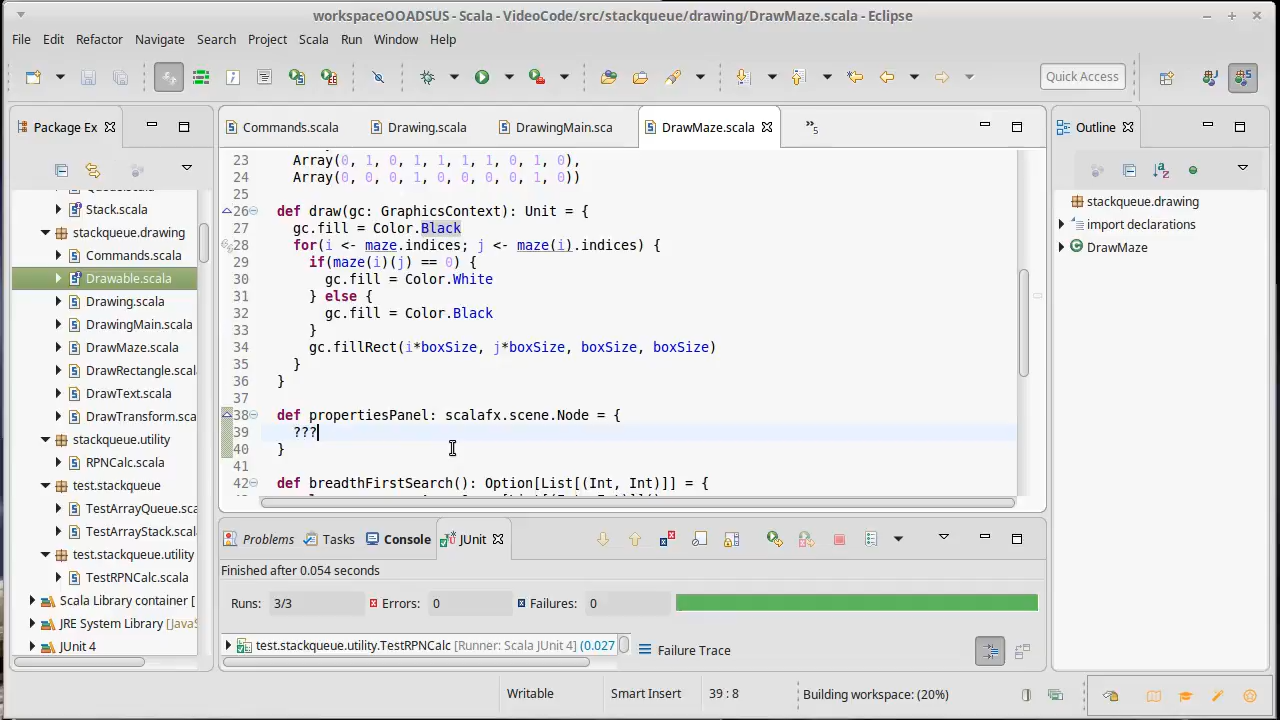 workspaceOOADSUS - Scala - VideoCode/src/stackqueue/drawing/DrawMaze.scala - Eclipse
File Edit Refactor Navigate Search Project Scala Run Window Help
Quick Access
Package Ex
Commands.scala
Drawing.scala
DrawingMain.sca
DrawMaze.scala
»5
Outline
Queue.scala
Stack.scala
stackqueue.drawing
Commands.scala
Drawable.scala
Drawing.scala
DrawingMain.scala
DrawMaze.scala
DrawRectangle.scal
DrawText.scala
DrawTransform.sca
stackqueue.utility
RPNCalc.scala
test.stackqueue
TestArrayQueue.sca
TestArrayStack.scal
test.stackqueue.utility
TestRPNCalc.scala
Scala Library container [
JRE System Library [JavaS
JUnit 4
23 Array(0, 1, 0, 1, 1, 1, 1, 0, 1, 0),
24 Array(0, 0, 0, 1, 0, 0, 0, 0, 1, 0))
25
26 def draw(gc: GraphicsContext): Unit = {
27 gc.fill = Color.Black
28 for(i <- maze.indices; j <- maze(i).indices) {
29 if(maze(i)(j) == 0) {
30 gc.fill = Color.White
31 } else {
32 gc.fill = Color.Black
33 }
34 gc.fillRect(i*boxSize, j*boxSize, boxSize, boxSize)
35 }
36 }
37
38 def propertiesPanel: scalafx.scene.Node = {
39 ???
40 }
41
42 def breadthFirstSearch(): Option[List[(Int, Int)]] = {
stackqueue.drawing
import declarations
DrawMaze
Problems
Tasks
Console
JUnit
Finished after 0.054 seconds
Runs: 3/3 Errors: 0 Failures: 0
test.stackqueue.utility.TestRPNCalc [Runner: Scala JUnit 4] (0.027
Failure Trace
Writable
Smart Insert
39 : 8
Building workspace: (20%)